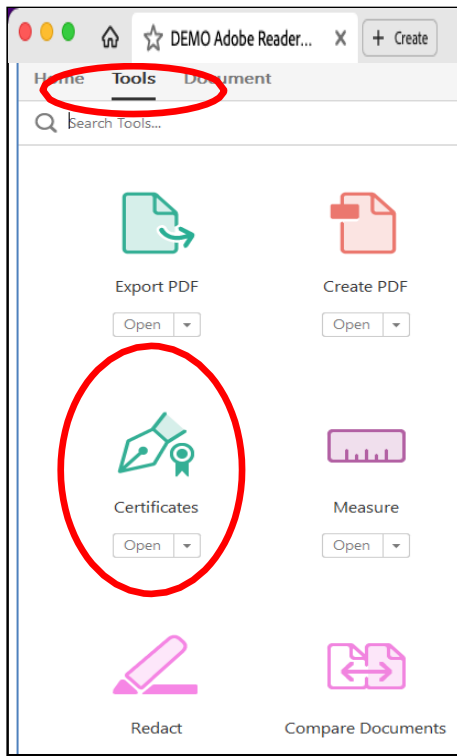 DEMO Adobe Reader... X + Create
Home Tools Document
Search Tools...
Export PDF Create PDF
Open Open
Certificates Measure
Open Open
Redact Compare Documents